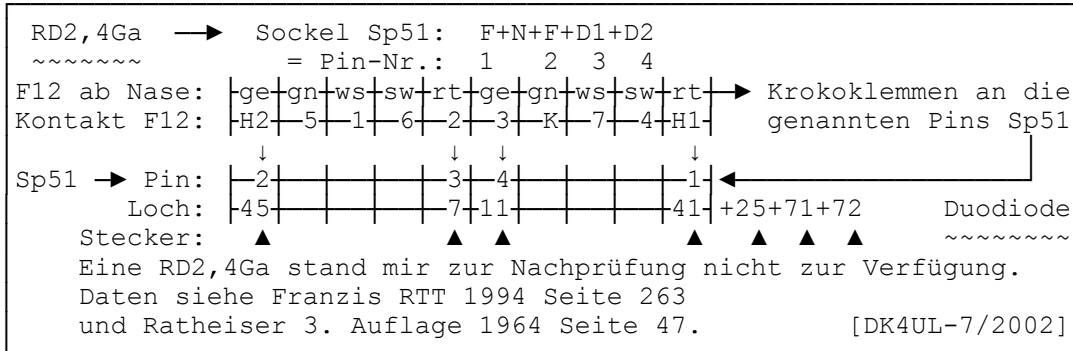 RD2,4Ga ──► Sockel Sp51: F+N+F+D1+D2
~~~~~~~ = Pin-Nr.: 1 2 3 4
F12 ab Nase: ├ge┼gn┼ws┼sw┼rt┼ge┼gn┼ws┼sw┼rt┼─► Krokoklemmen an die
Kontakt F12: ├H2┼─5┼─1┼─6┼─2┼─3┼─K┼─7┼─4┼H1┤ genannten Pins Sp51
↓ ↓ ↓ ↓
Sp51 ─► Pin: ├─2┼──┼──┼──┼─3┼─4┼──┼──┼──┼─1┤◄
Loch: ├45┼──┼──┼──┼─7┼11┼──┼──┼──┼41┤+25+71+72 Duodiode
Stecker: ▲ ▲ ▲ ▲ ▲ ▲ ▲ ~~~~~~~~
Eine RD2,4Ga stand mir zur Nachprüfung nicht zur Verfügung.
Daten siehe Franzis RTT 1994 Seite 263
und Ratheiser 3. Auflage 1964 Seite 47. [DK4UL-7/2002]